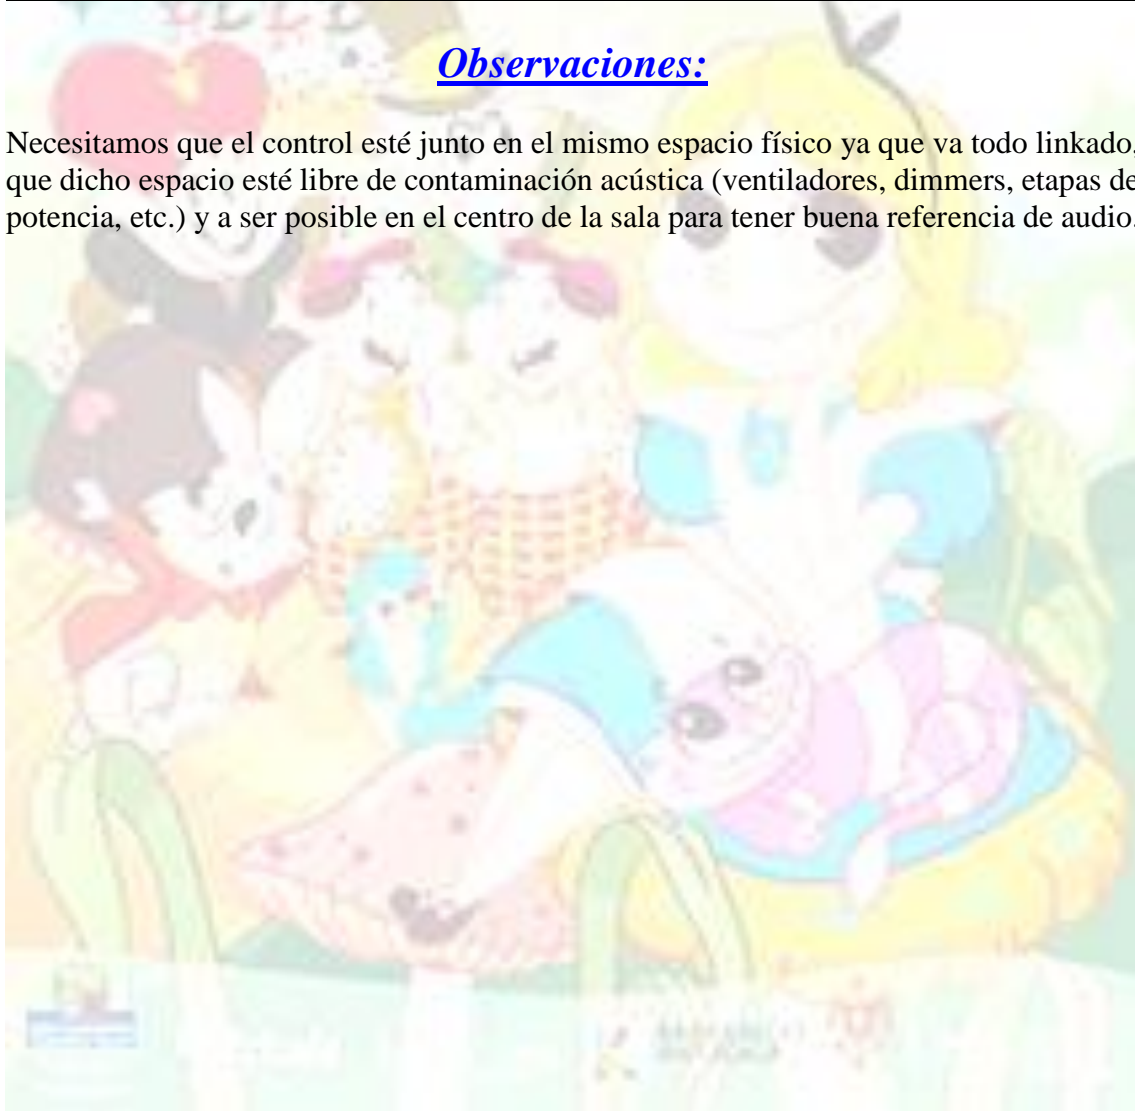 Observaciones:
Necesitamos que el control esté junto en el mismo espacio físico ya que va todo linkado,
que dicho espacio esté libre de contaminación acústica (ventiladores, dimmers, etapas de
potencia, etc.) y a ser posible en el centro de la sala para tener buena referencia de audio.